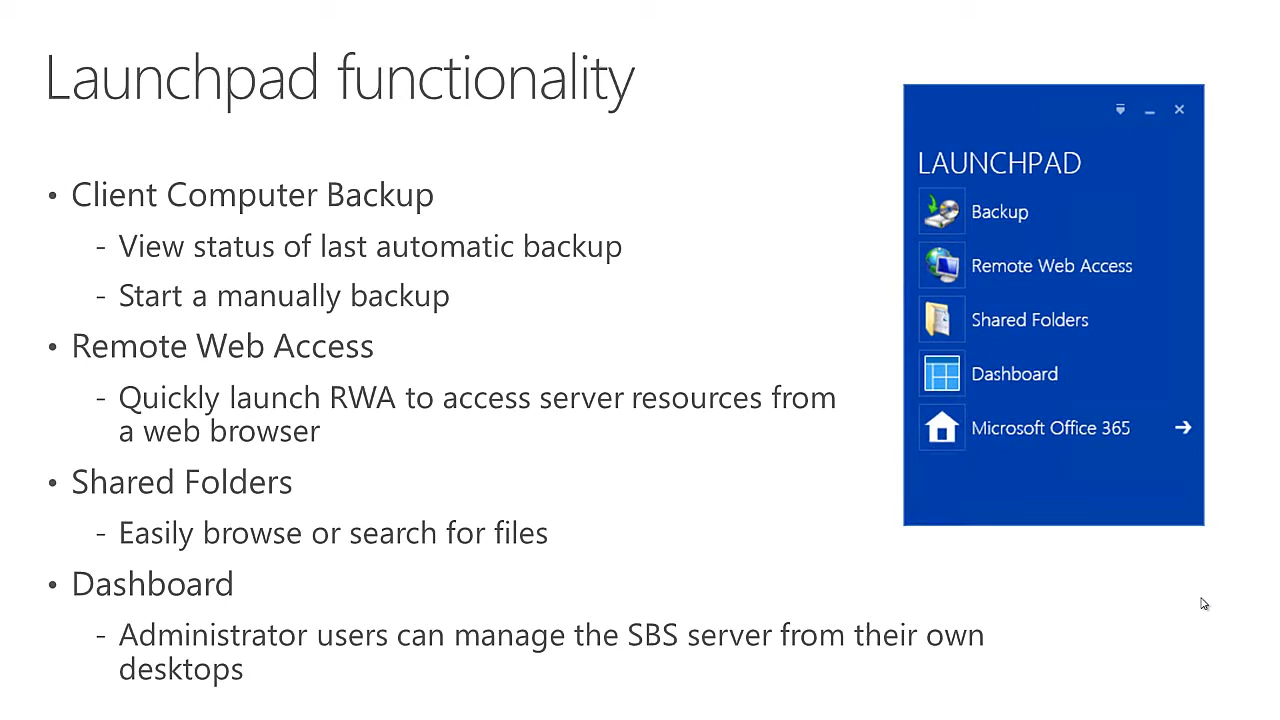 Launchpad functionality
• Client Computer Backup
- View status of last automatic backup
- Start a manually backup
• Remote Web Access
- Quickly launch RWA to access server resources from
a web browser
• Shared Folders
- Easily browse or search for files
• Dashboard
- Administrator users can manage the SBS server from their own
desktops
LAUNCHPAD
Backup
Remote Web Access
Shared Folders
Dashboard
Microsoft Office 365